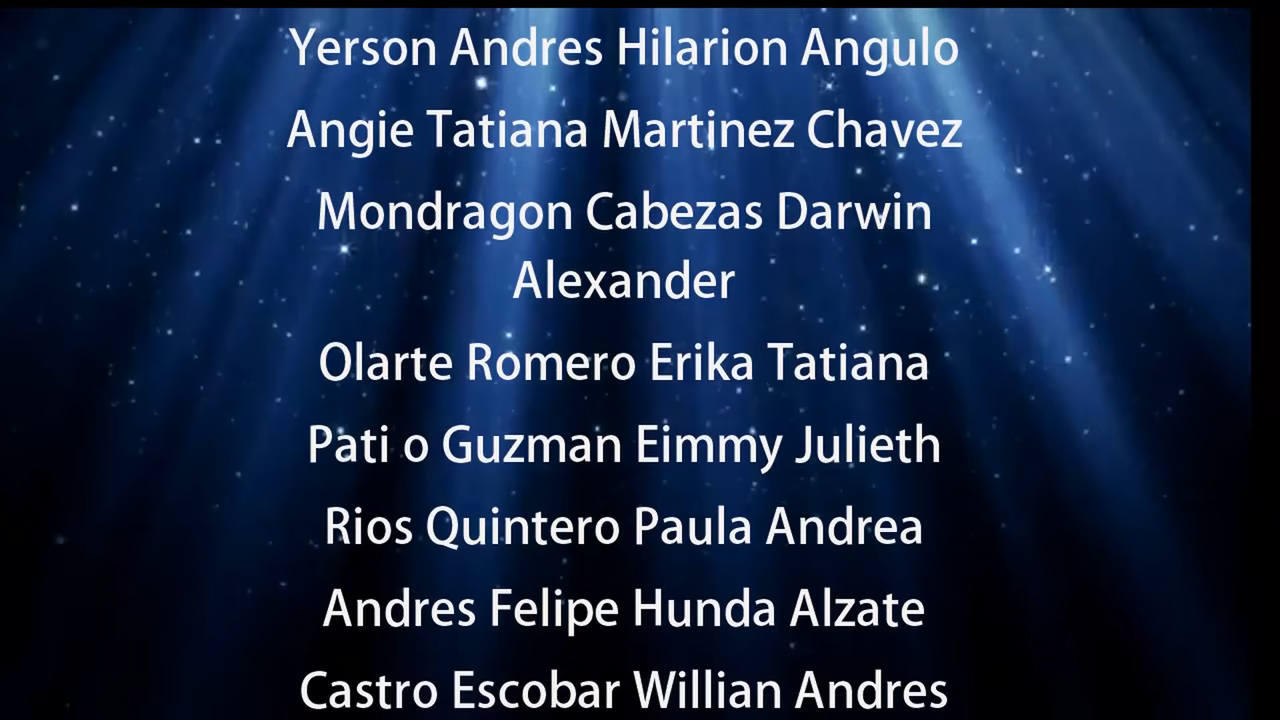 Yerson Andres Hilarion Angulo
Angie Tatiana Martinez Chavez
Mondragon Cabezas Darwin
Alexander
Olarte Romero Erika Tatiana
Pati o Guzman Eimmy Julieth
Rios Quintero Paula Andrea
Andres Felipe Hunda Alzate
Castro Escobar Willian Andres